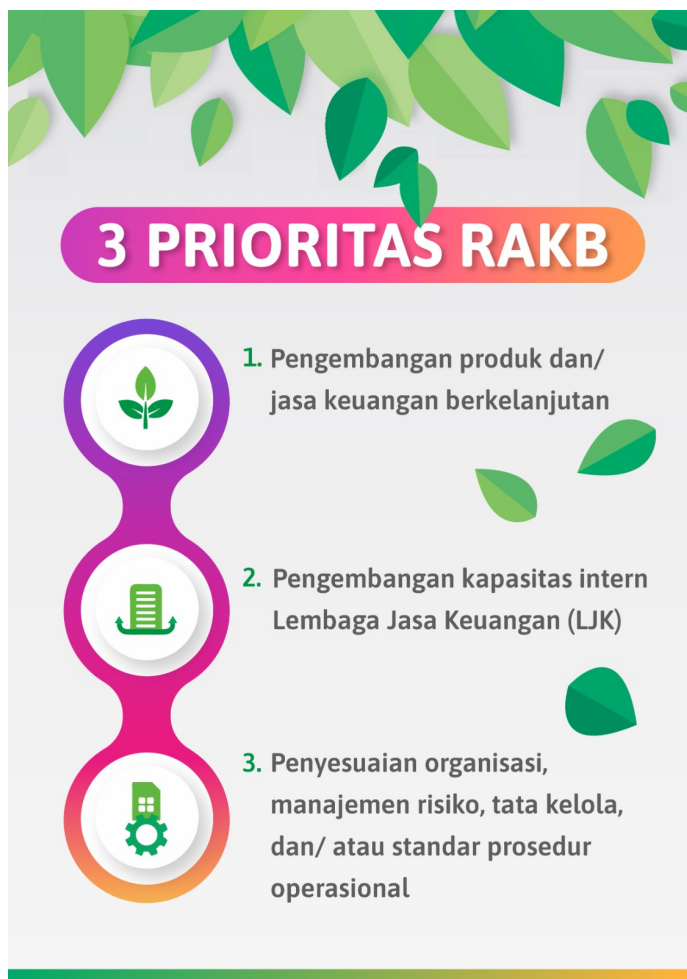 3 PRIORITAS RAKB
1. Pengembangan produk dan/
jasa keuangan berkelanjutan
2. Pengembangan kapasitas intern
Lembaga Jasa Keuangan (LJK)
3. Penyesuaian organisasi,
manajemen risiko, tata kelola,
dan/ atau standar prosedur
operasional